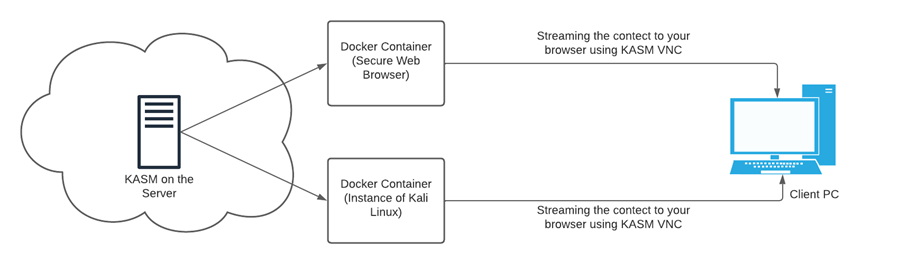 Docker Container
(Secure Web
Browser)
Streaming the contect to your
browser using KASM VNC
KASM on the
Server
Docker Container
(Instance of Kali
Linux)
Streaming the contect to your
browser using KASM VNC
Client PC